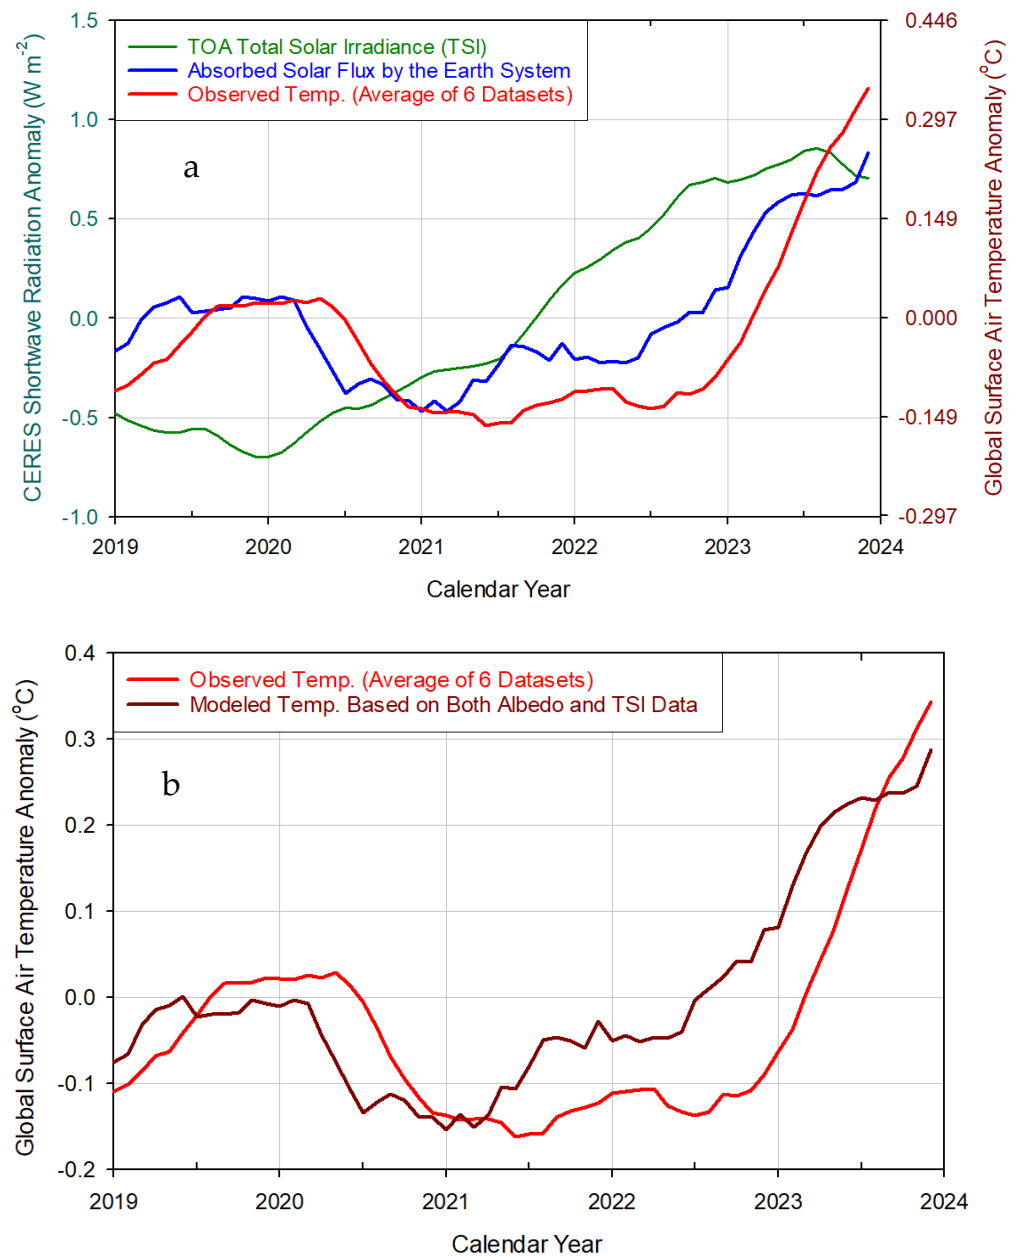 1.5
1.0
0.5
0.0
-0.5
-1.0
CERES Shortwave Radiation Anomaly (W m-2)
TOA Total Solar Irradiance (TSI)
Absorbed Solar Flux by the Earth System
Observed Temp. (Average of 6 Datasets)
a
0.446
0.297
0.149
0.000
-0.149
-0.297
Global Surface Air Temperature Anomaly (oC)
2019 2020 2021 2022 2023 2024
Calendar Year
0.4
0.3
0.2
0.1
0.0
-0.1
-0.2
Global Surface Air Temperature Anomaly (oC)
Observed Temp. (Average of 6 Datasets)
Modeled Temp. Based on Both Albedo and TSI Data
b
2019 2020 2021 2022 2023 2024
Calendar Year